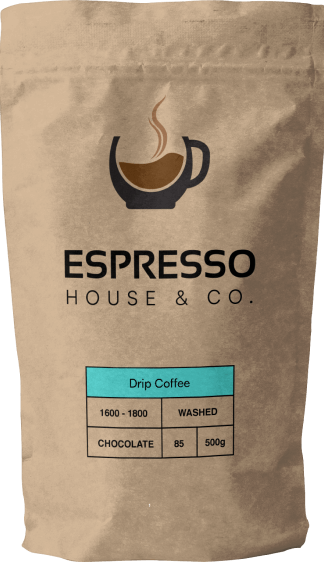 ESPRESSO
HOUSE & CO.
Drip Coffee
1600 - 1800 WASHED
CHOCOLATE 85 500g